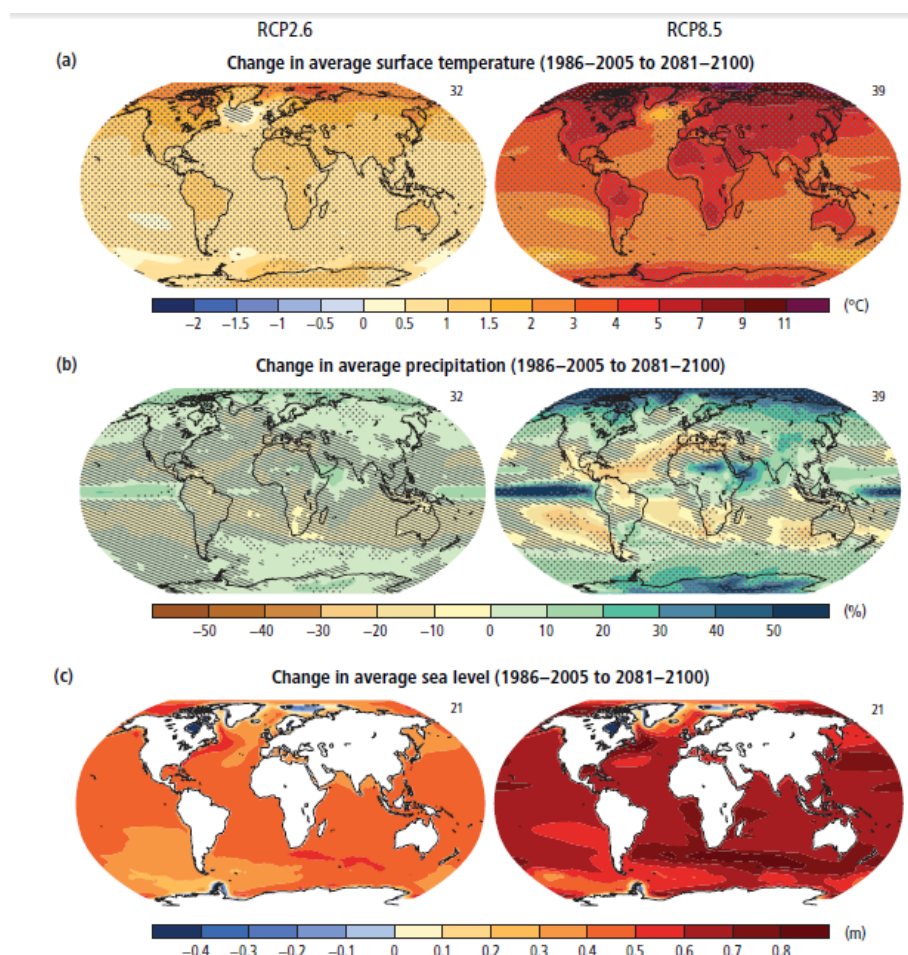 RCP2.6 RCP8.5
(a) Change in average surface temperature (1986–2005 to 2081–2100)
32 39
−2 −1.5 −1 −0.5 0 0.5 1 1.5 2 3 4 5 7 9 11 (°C)
(b) Change in average precipitation (1986–2005 to 2081–2100)
32 39
−50 −40 −30 −20 −10 0 10 20 30 40 50 (%)
(c) Change in average sea level (1986–2005 to 2081–2100)
21 21
−0.4 −0.3 −0.2 −0.1 0 0.1 0.2 0.3 0.4 0.5 0.6 0.7 0.8 (m)